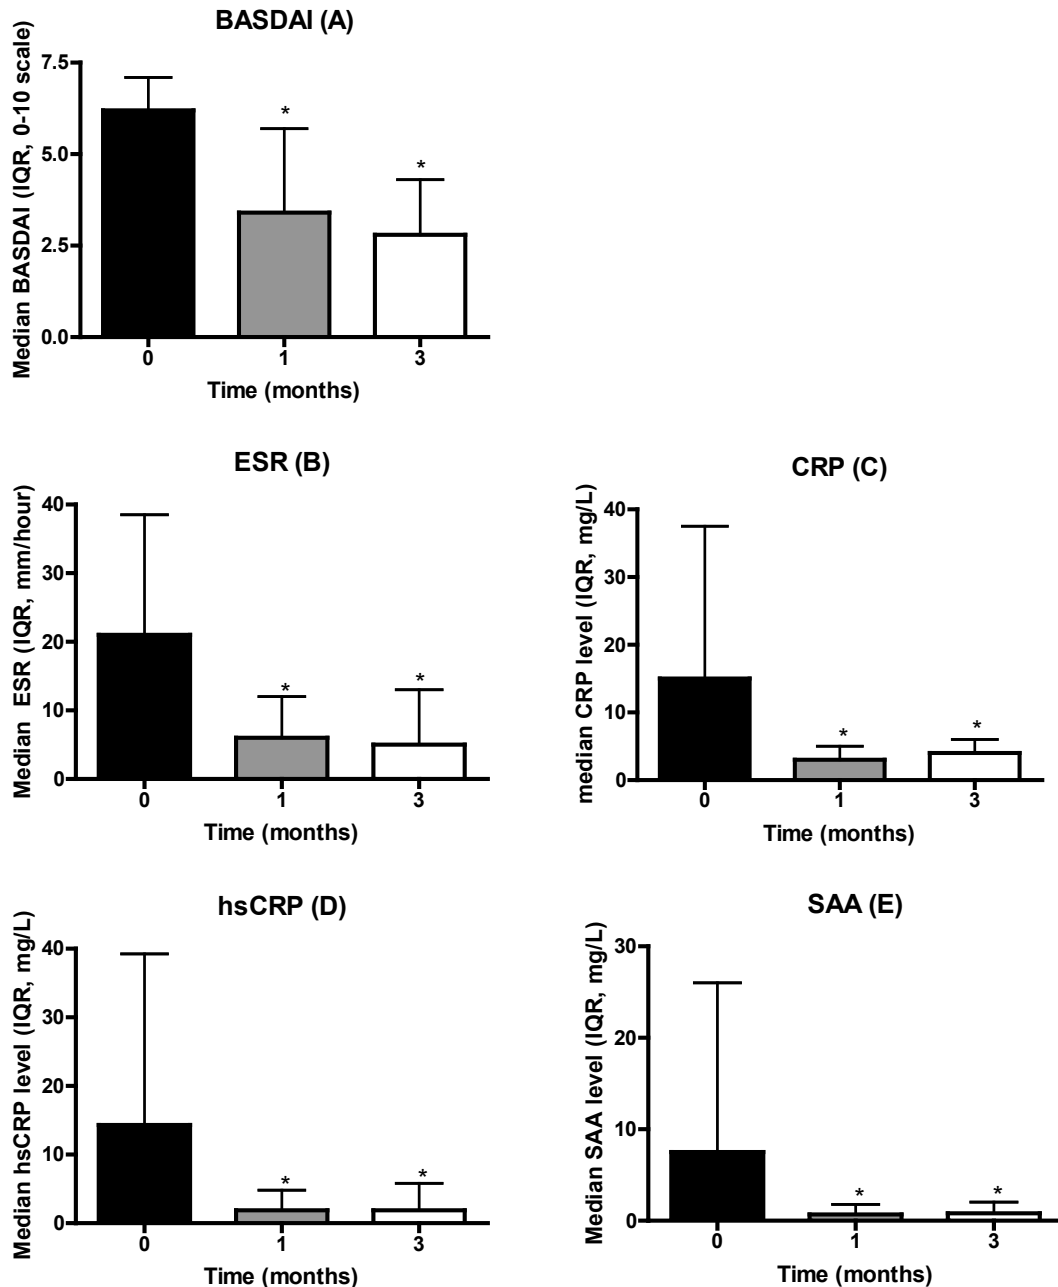 BASDAI (A)
Median BASDAI (IQR, 0-10 scale)
7.5
5.0
2.5
0.0
*
*
0 1 3
Time (months)
ESR (B)
Median ESR (IQR, mm/hour)
40
30
20
10
0
*
*
0 1 3
Time (months)
CRP (C)
median CRP level (IQR, mg/L)
40
30
20
10
0
*
*
0 1 3
Time (months)
hsCRP (D)
Median hsCRP level (IQR, mg/L)
40
30
20
10
0
*
*
0 1 3
Time (months)
SAA (E)
Median SAA level (IQR, mg/L)
30
20
10
0
*
*
0 1 3
Time (months)